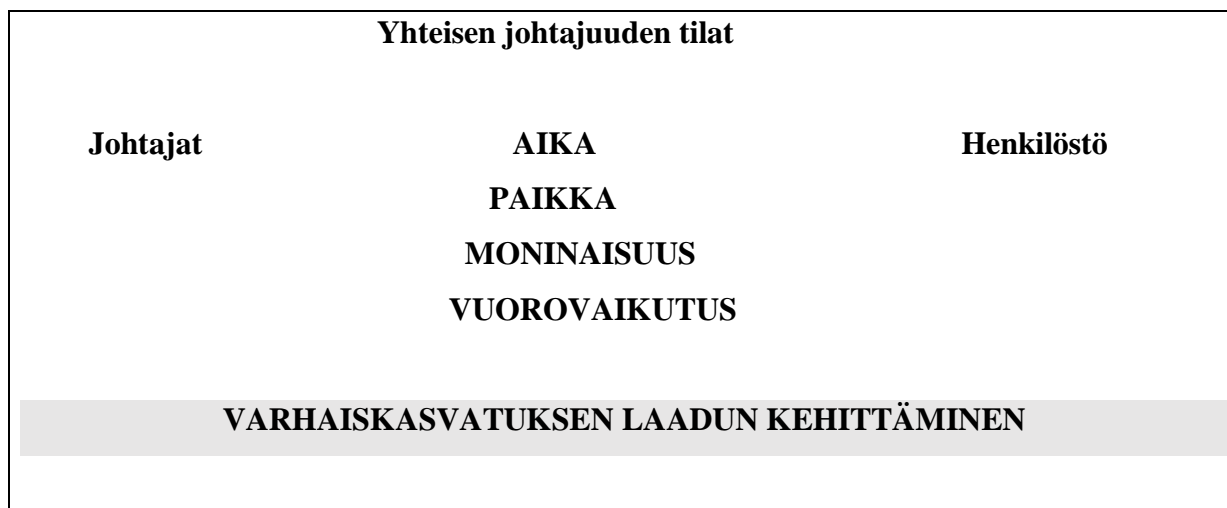 Yhteisen johtajuuden tilat
Johtajat AIKA Henkilöstö
PAIKKA
MONINAISUUS
VUOROVAIKUTUS
VARHAISKASVATUKSEN LAADUN KEHITTÄMINEN